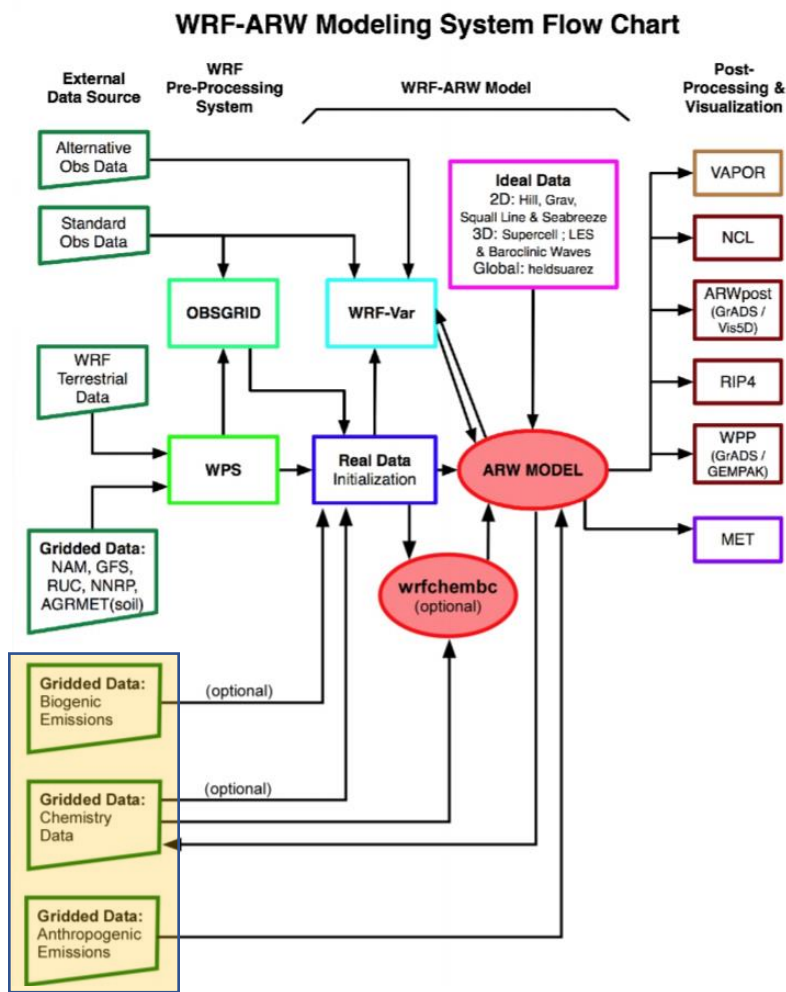 WRF-ARW Modeling System Flow Chart
External
Data Source
WRF
Pre-Processing
System
WRF-ARW Model
Post-
Processing &
Visualization
Alternative
Obs Data
Standard
Obs Data
Ideal Data
2D: Hill, Grav,
Squall Line & Seabreeze
3D: Supercell ; LES
& Baroclinic Waves
Global: heldsuarez
VAPOR
NCL
OBSGRID
WRF-Var
ARWpost
(GrADS /
Vis5D)
WRF
Terrestrial
Data
RIP4
WPS
Real Data
Initialization
ARW MODEL
WPP
(GrADS /
GEMPAK)
MET
Gridded Data:
NAM, GFS,
RUC, NNRP,
AGRMET(soil)
wrfchembc
(optional)
Gridded Data:
Biogenic
Emissions
(optional)
Gridded Data:
Chemistry
Data
(optional)
Gridded Data:
Anthropogenic
Emissions